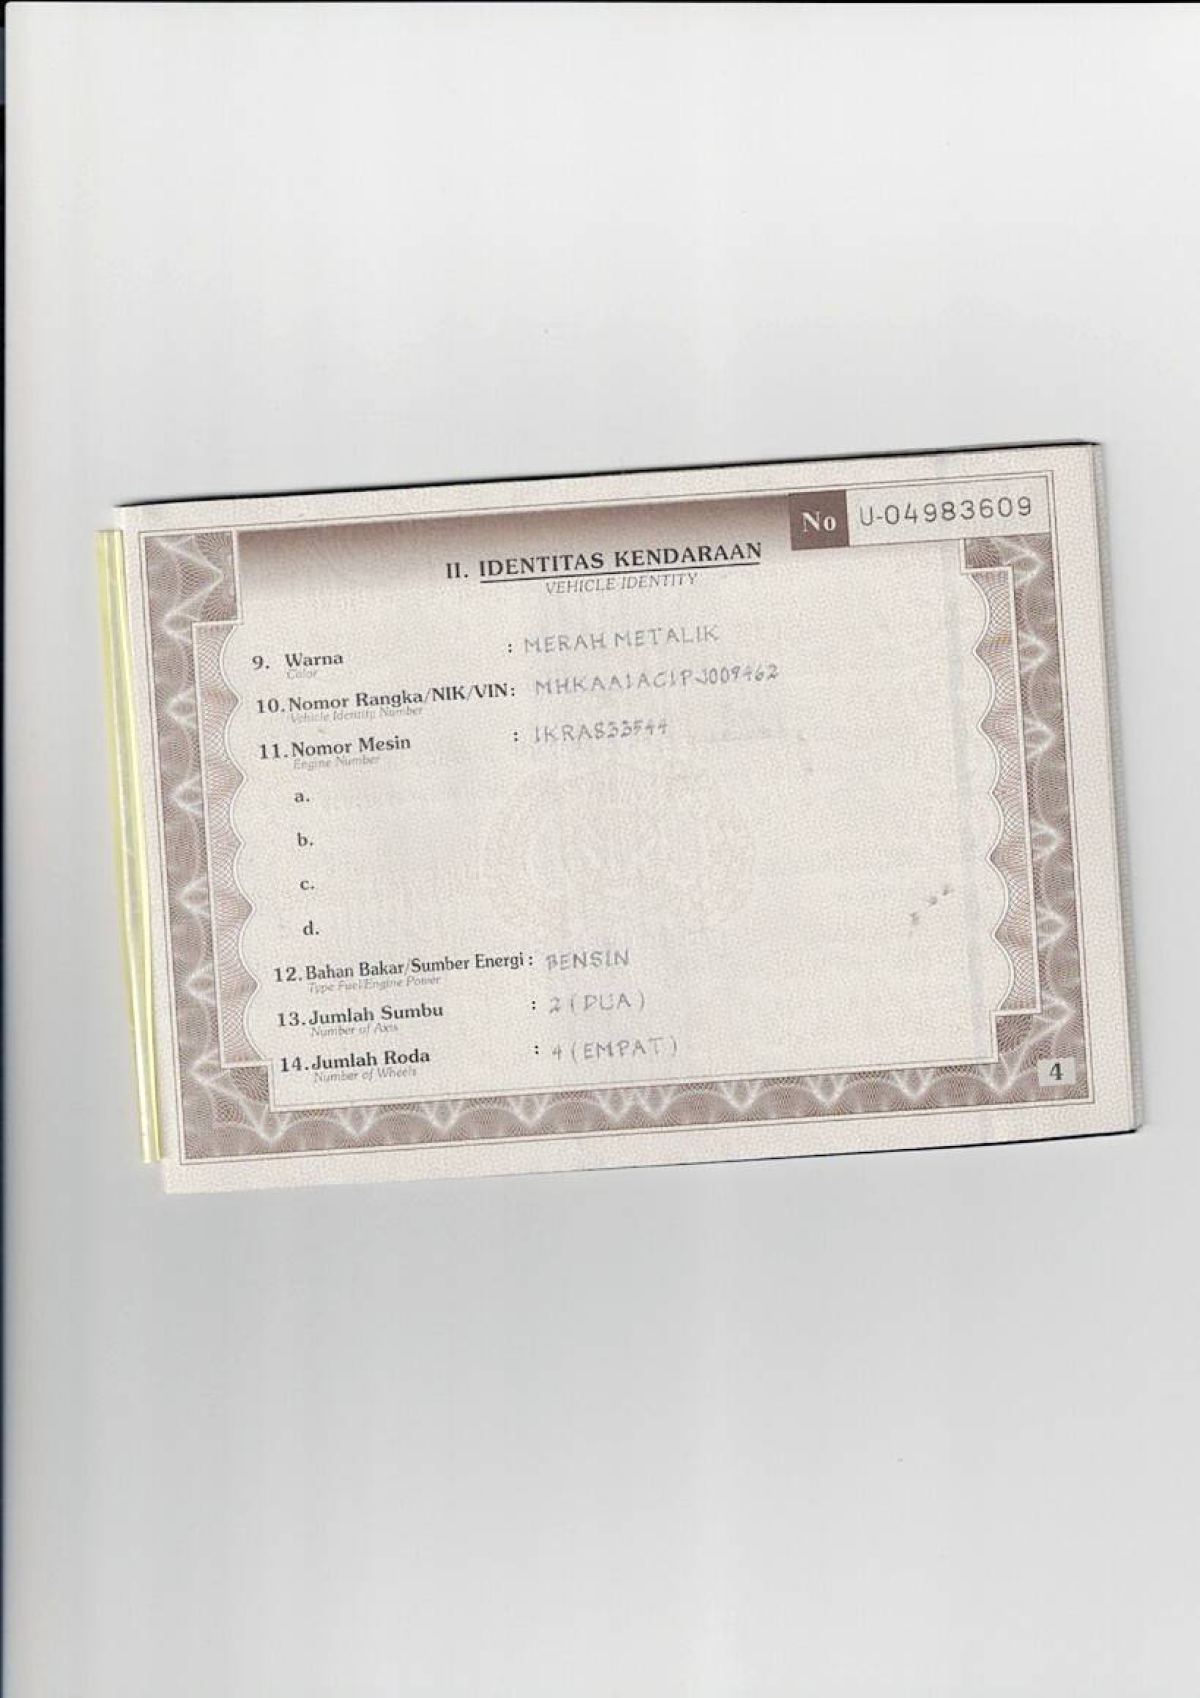 No U-04983609
II. IDENTITAS KENDARAAN
VEHICLE IDENTITY
9. Warna : MERAH METALIK
Color
10. Nomor Rangka/NIK/VIN : MHKAA1AC1PJ009462
Vehicle Identity Number
11. Nomor Mesin : 1KRA833544
Engine Number
a.
b.
c.
d.
12. Bahan Bakar/Sumber Energi : BENSIN
Type Fuel/Engine Power
13. Jumlah Sumbu : 2 (DUA)
Number of Axis
14. Jumlah Roda : 4 (EMPAT)
Number of Wheels
4